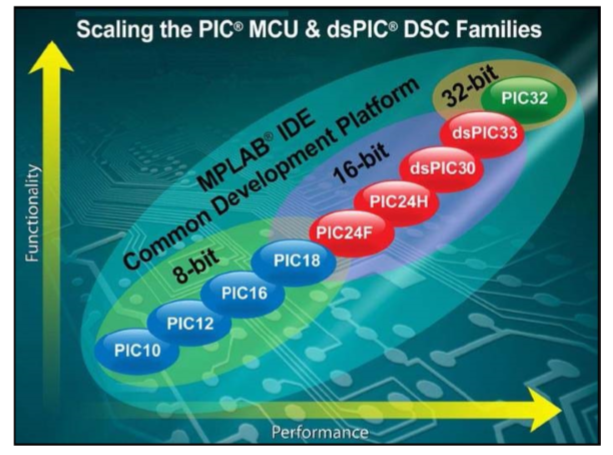 Scaling the PIC® MCU & dsPIC® DSC Families
32-bit
PIC32
MPLAB® IDE
Common Development Platform
dsPIC33
16-bit
dsPIC30
PIC24H
PIC24F
8-bit
PIC18
PIC16
PIC12
PIC10
Functionality
Performance